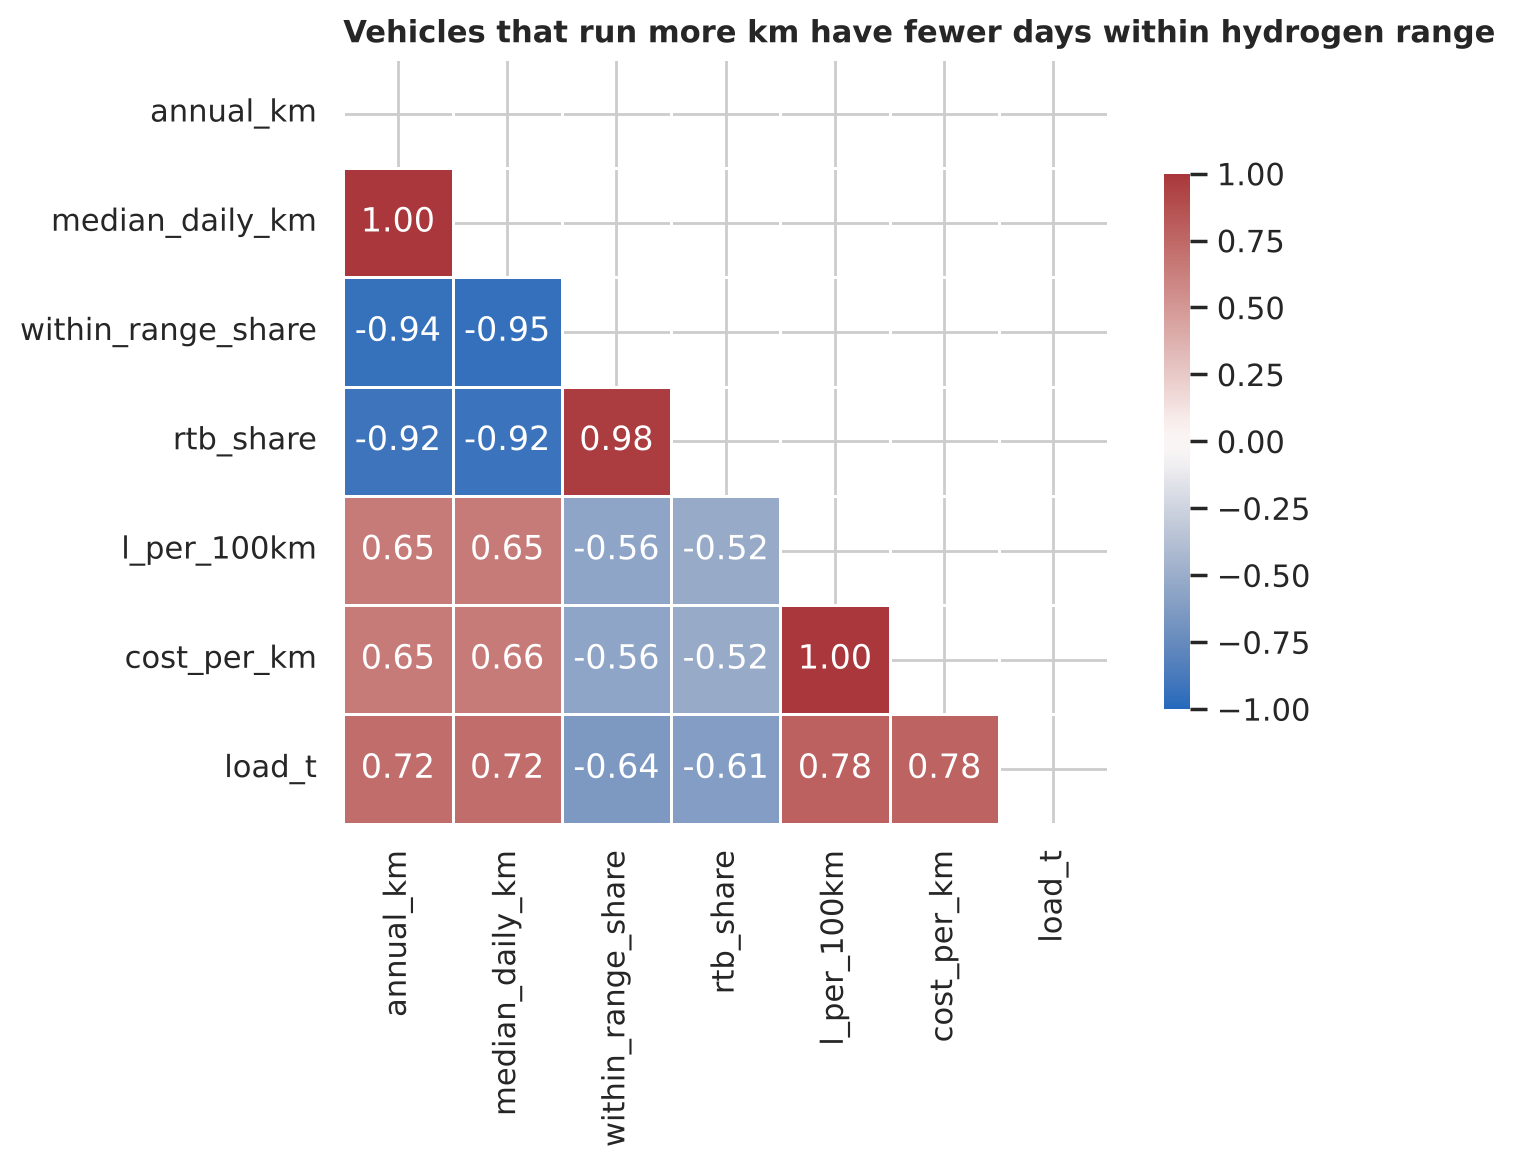 Vehicles that run more km have fewer days within hydrogen range
annual_km
median_daily_km 1.00
within_range_share -0.94 -0.95
rtb_share -0.92 -0.92 0.98
l_per_100km 0.65 0.65 -0.56 -0.52
cost_per_km 0.65 0.66 -0.56 -0.52 1.00
load_t 0.72 0.72 -0.64 -0.61 0.78 0.78
annual_km
median_daily_km
within_range_share
rtb_share
l_per_100km
cost_per_km
load_t
1.00
0.75
0.50
0.25
0.00
−0.25
−0.50
−0.75
−1.00